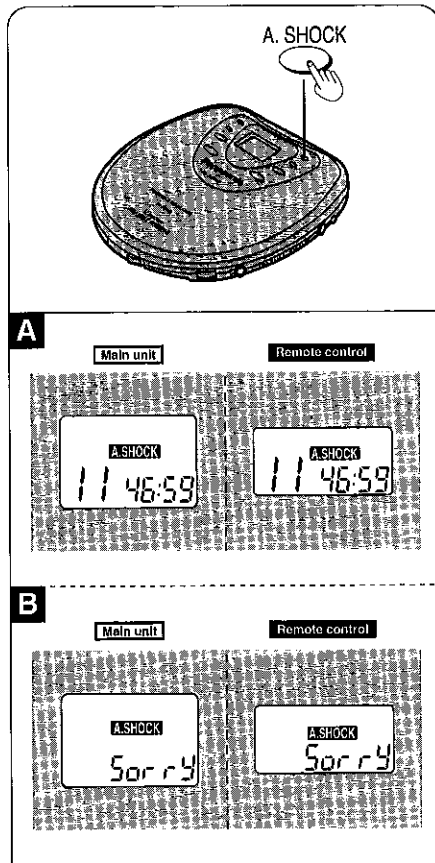 A. SHOCK
A
Main unit
Remote control
A.SHOCK
11 46:59
A.SHOCK
11 46:59
B
Main unit
Remote control
A.SHOCK
Sorry
A.SHOCK
Sorry